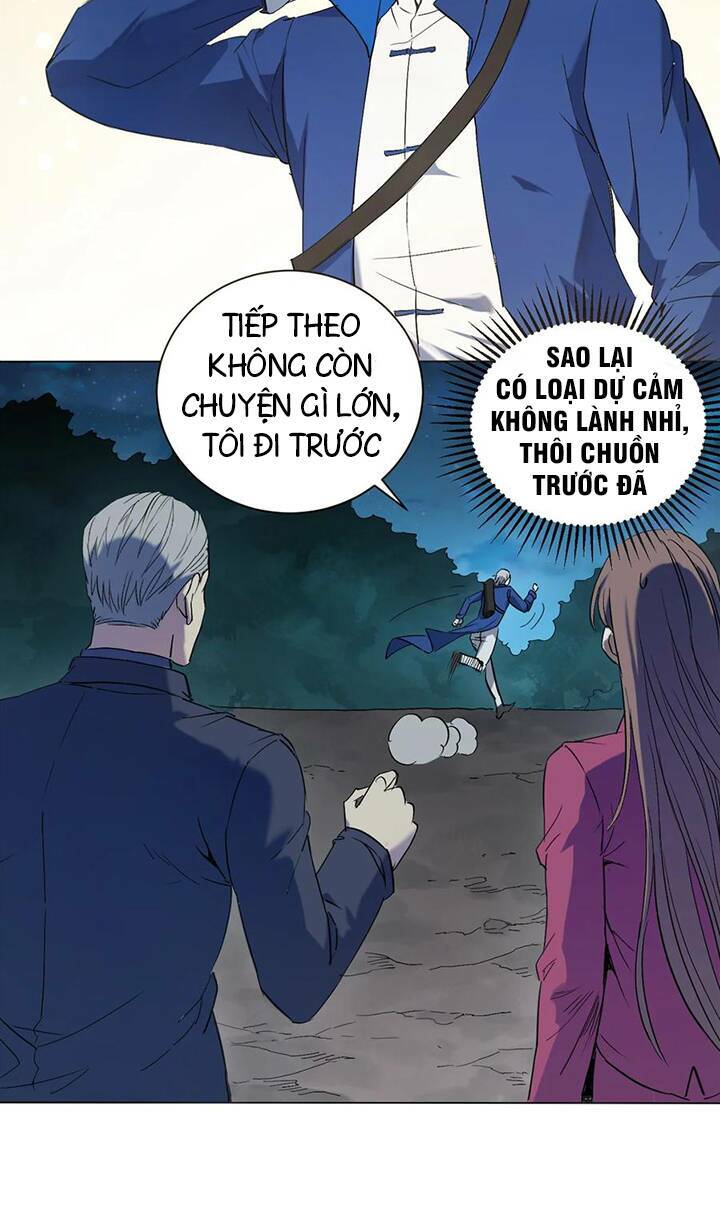 TIẾP THEO
KHÔNG CÒN
CHUYỆN GÌ LỚN,
TÔI ĐI TRƯỚC
SAO LẠI
CÓ LOẠI DỰ CẢM
KHÔNG LÀNH NHỈ,
THÔI CHUỒN
TRƯỚC ĐÃ